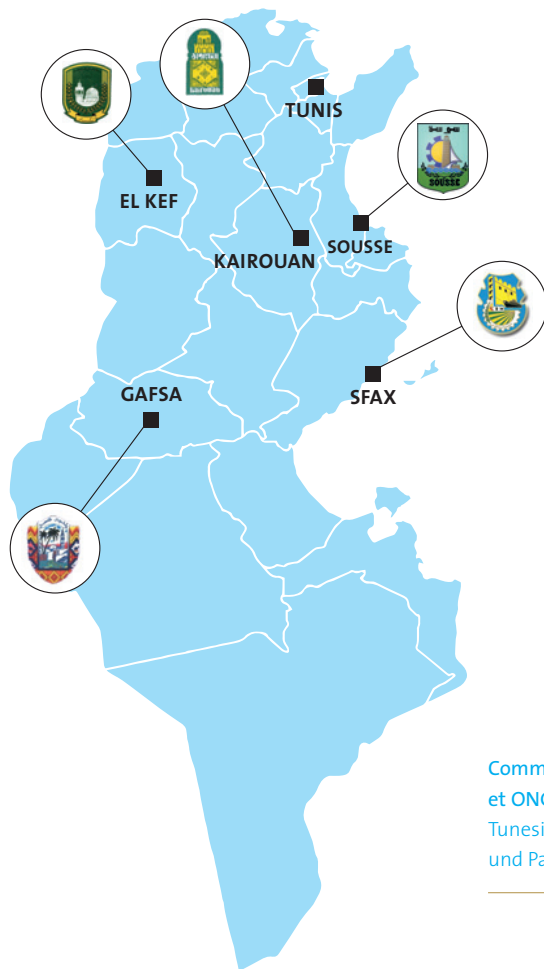 TUNIS
EL KEF
SOUSSE
KAIROUAN
SOUSSE
GAFSA
SFAX
Comm
et ONG
Tunesi
und Pa